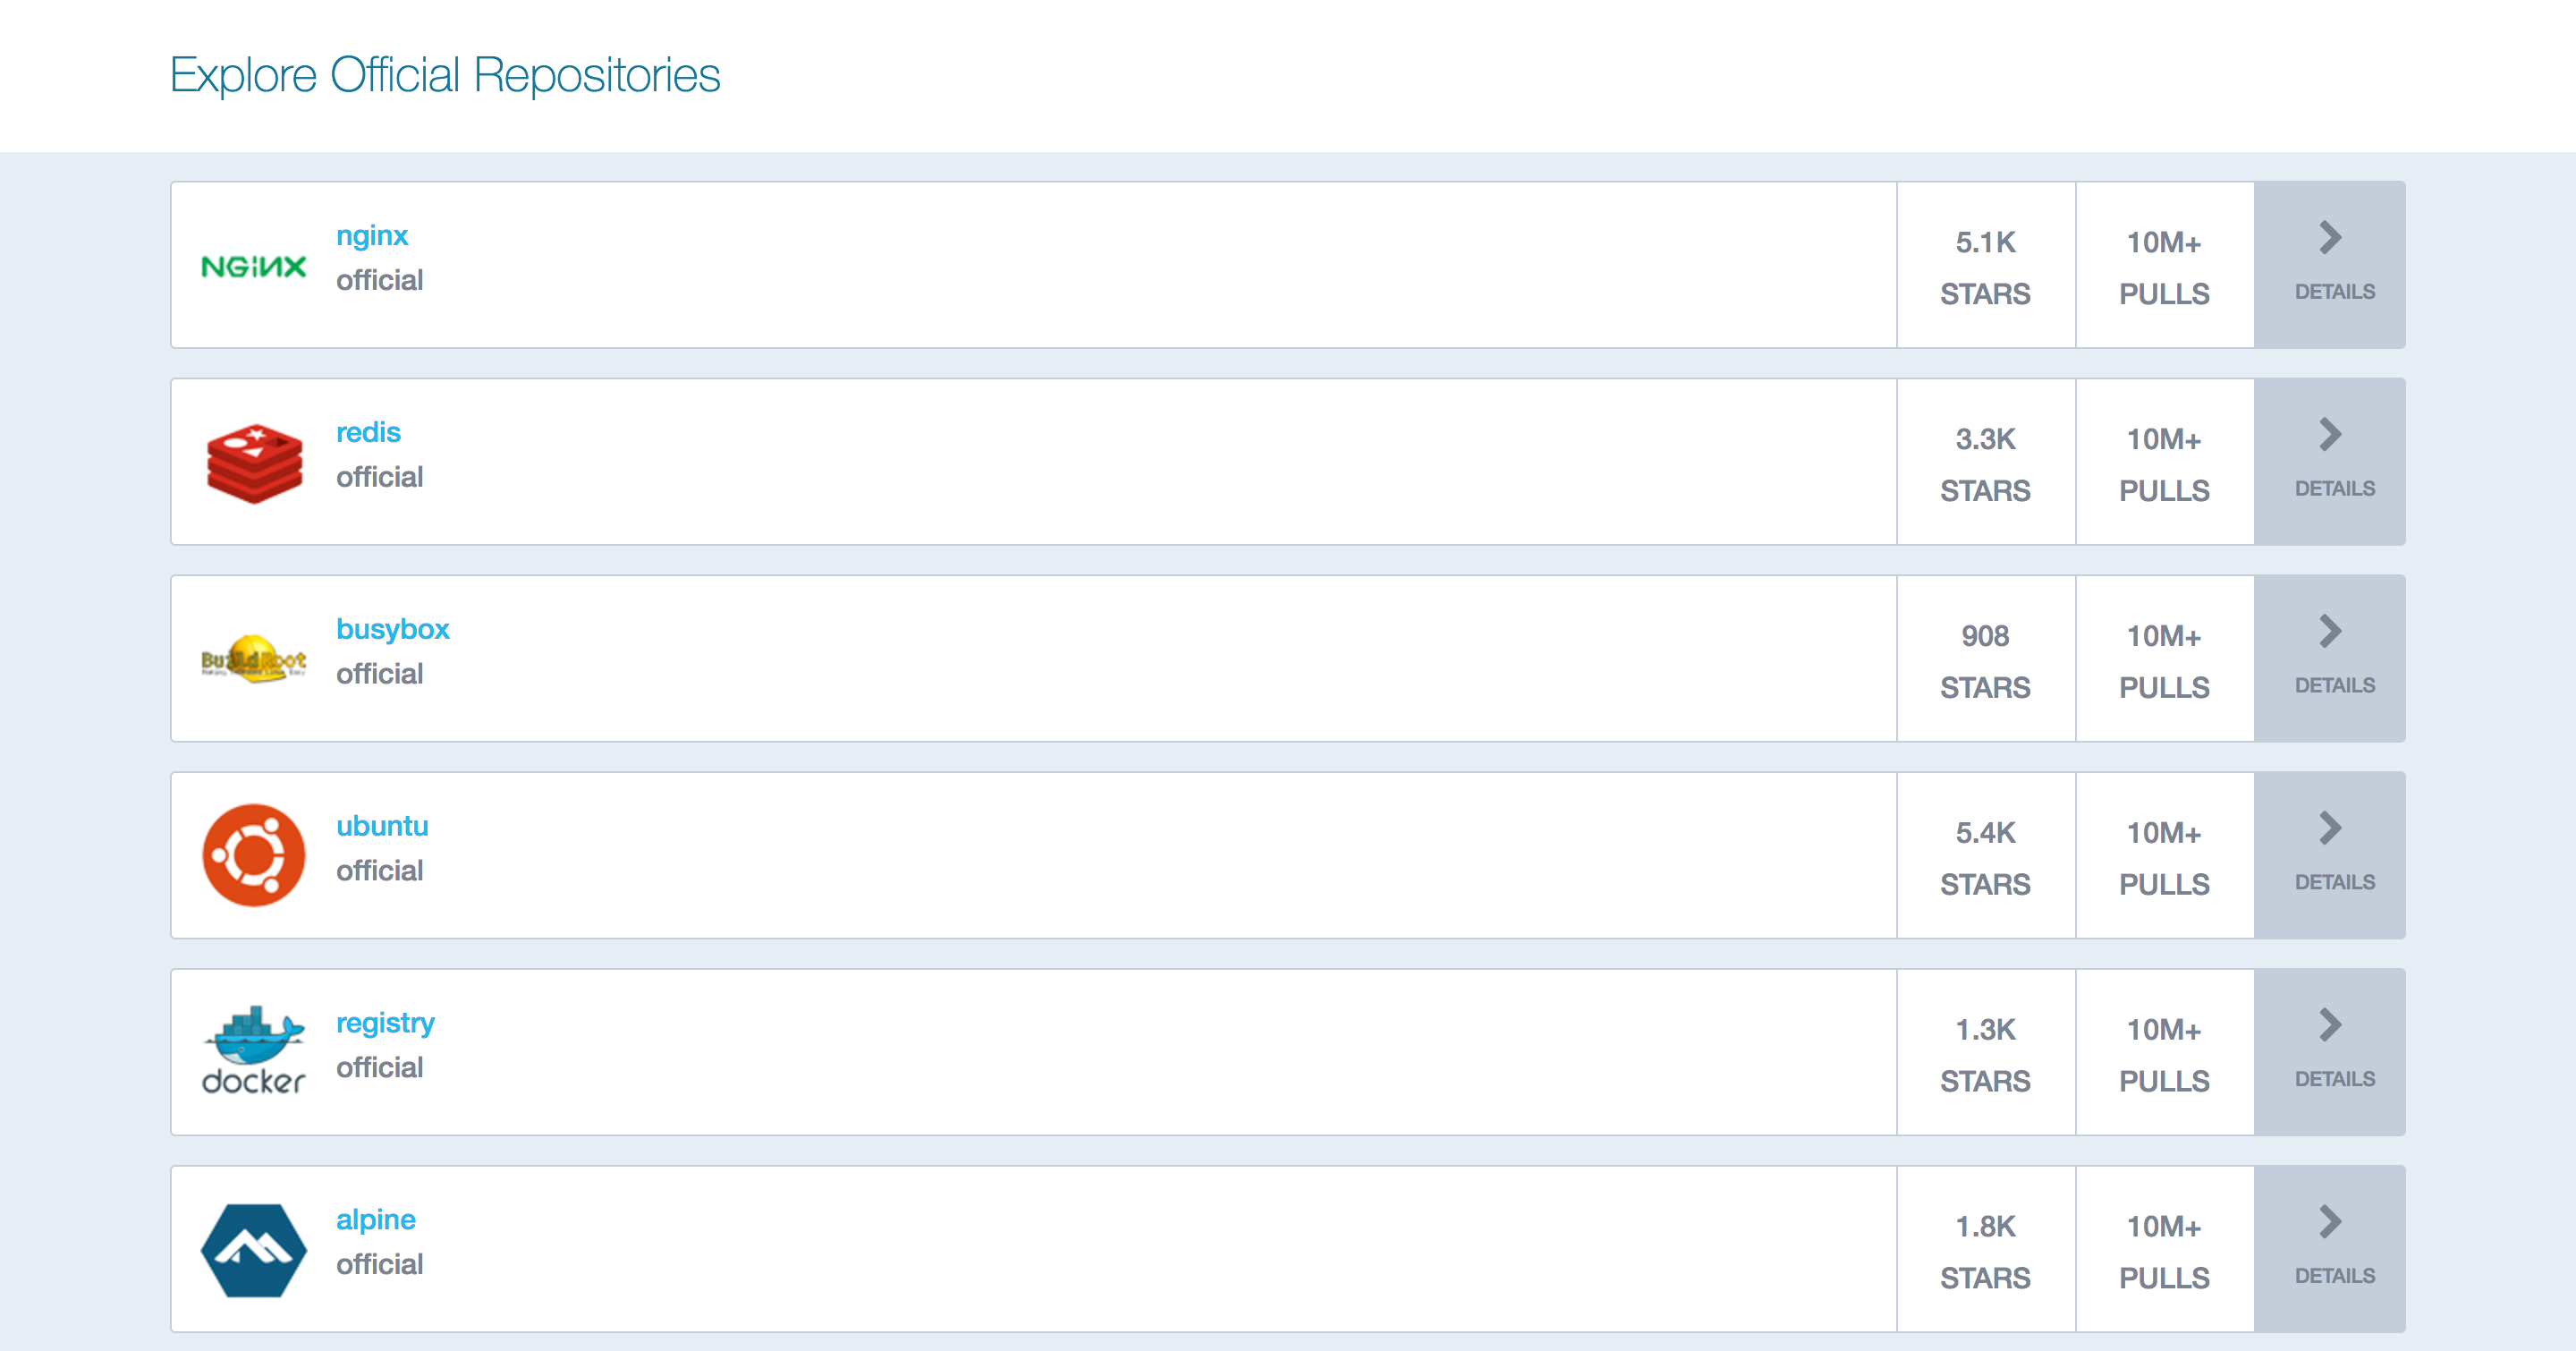 Explore Official Repositories
NGINX
nginx
official
5.1K
STARS
10M+
PULLS
DETAILS
redis
official
3.3K
STARS
10M+
PULLS
DETAILS
busybox
official
908
STARS
10M+
PULLS
DETAILS
ubuntu
official
5.4K
STARS
10M+
PULLS
DETAILS
docker
registry
official
1.3K
STARS
10M+
PULLS
DETAILS
alpine
official
1.8K
STARS
10M+
PULLS
DETAILS